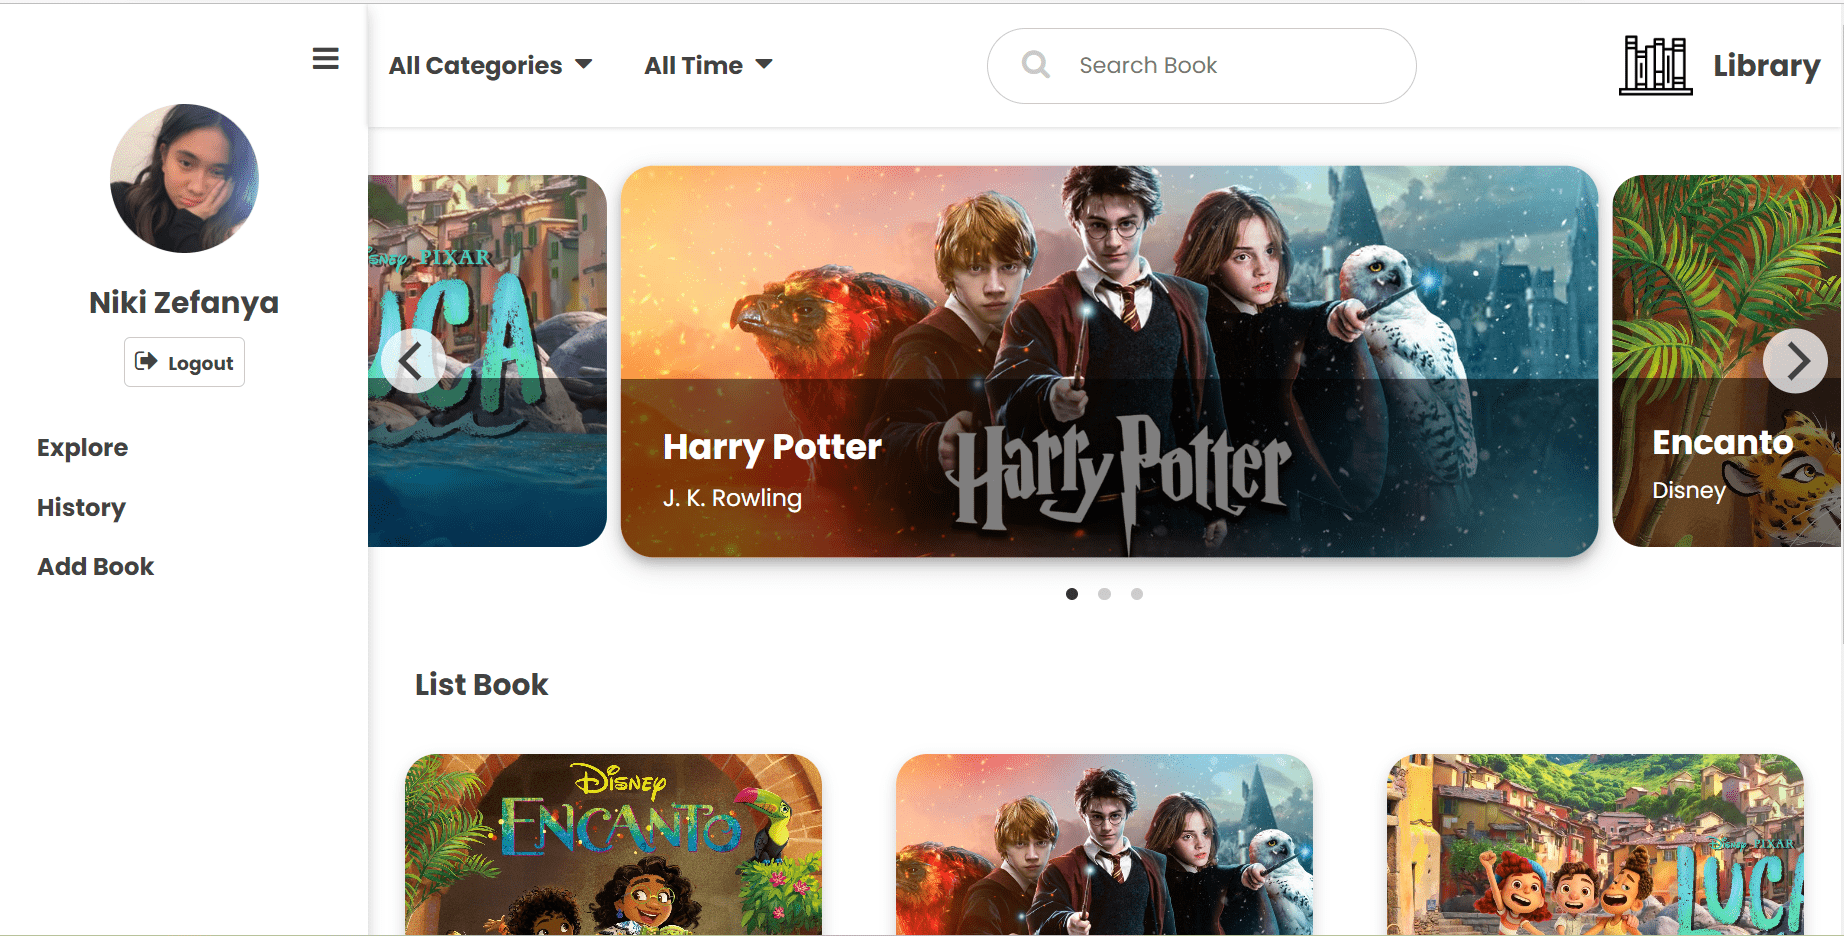 All Categories
All Time
Search Book
Library
Niki Zefanya
Logout
Explore
History
Add Book
DISNEY PIXAR
UCA
Harry Potter
J. K. Rowling
Harry Potter
Encanto
Disney
List Book
Disney
ENCANTO
DISNEY PIXAR
LUCA